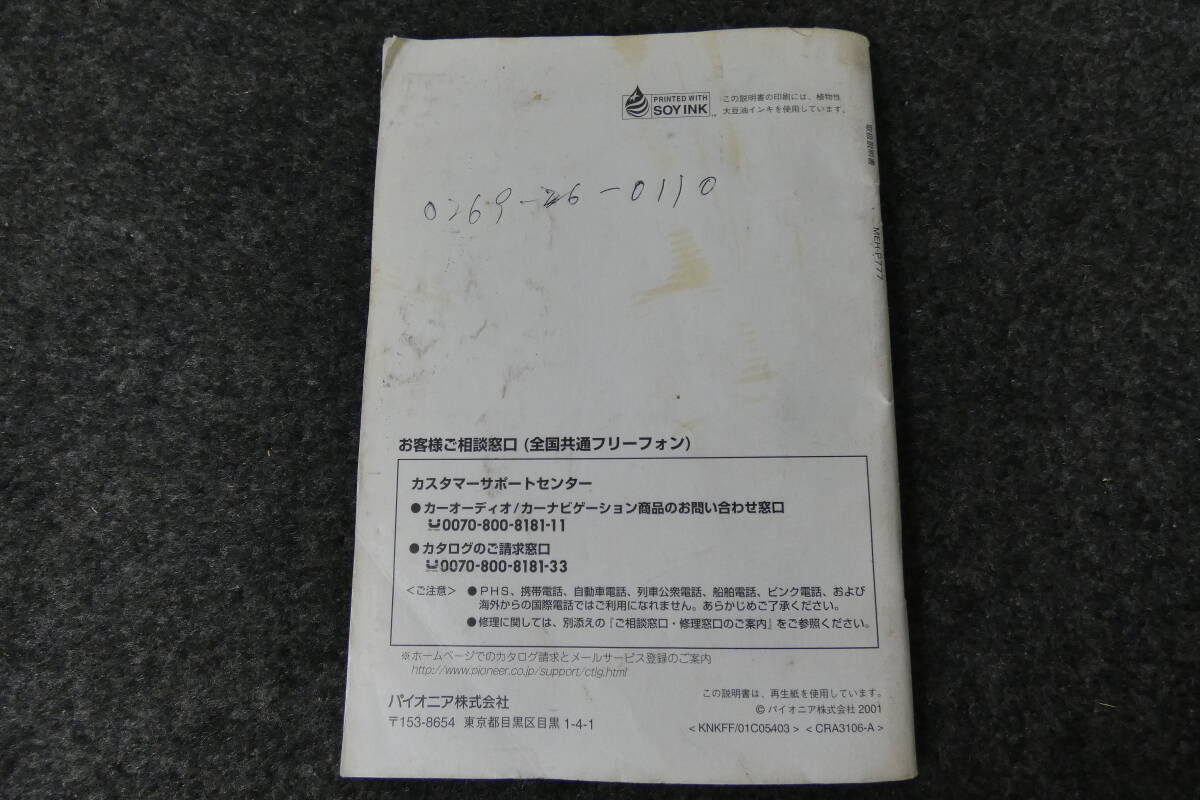 PRINTED WITH
SOY INK
TM
この説明書の印刷には、植物性
大豆油インキを使用しています。
取扱説明書
MEH-P777
0269-26-0110
お客様ご相談窓口 (全国共通フリーフォン)
カスタマーサポートセンター
●カーオーディオ/カーナビゲーション商品のお問い合わせ窓口
0070-800-8181-11
●カタログのご請求窓口
0070-800-8181-33
<ご注意> ●PHS、携帯電話、自動車電話、列車公衆電話、船舶電話、ピンク電話、および
海外からの国際電話ではご利用になれません。あらかじめご了承ください。
●修理に関しては、別添えの『ご相談窓口・修理窓口のご案内』をご参照ください。
※ホームページでのカタログ請求とメールサービス登録のご案内
http://www.pioneer.co.jp/support/ctlg.html
パイオニア株式会社
〒153-8654 東京都目黒区目黒 1-4-1
この説明書は、再生紙を使用しています。
© パイオニア株式会社 2001
< KNKFF/01C05403 > < CRA3106-A >